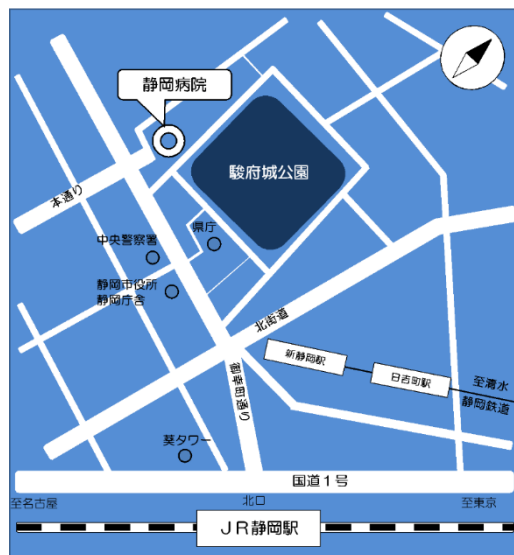 静岡病院
駿府城公園
本通り
県庁
中央警察署
静岡市役所
静岡庁舎
北街道
御幸町通り
新静岡駅
日吉町駅
至清水
静岡鉄道
葵タワー
国道1号
至名古屋
北口
至東京
JR静岡駅